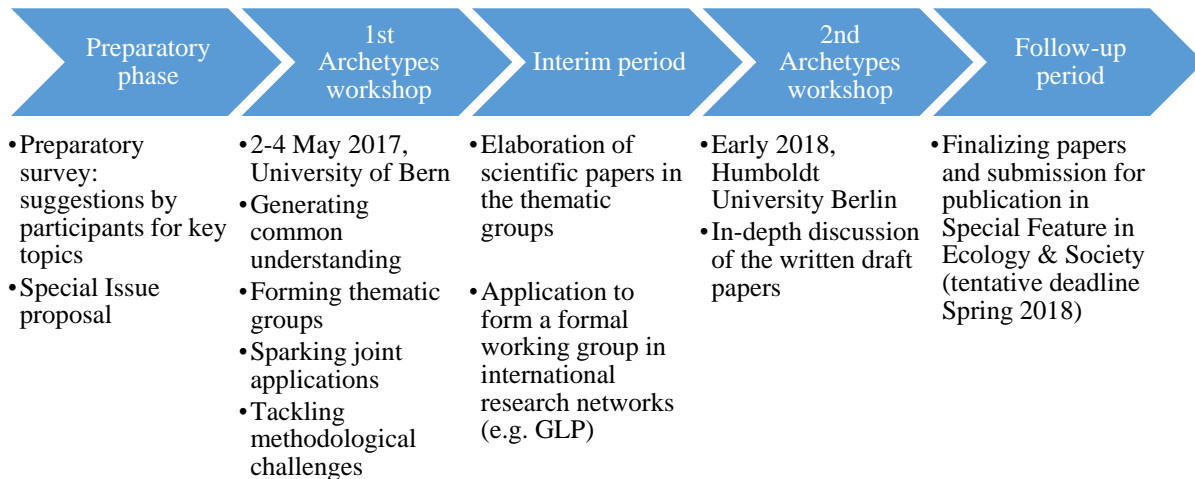 Preparatory
phase
1st
Archetypes
workshop
Interim period
2nd
Archetypes
workshop
Follow-up
period
•Preparatory
survey:
suggestions by
participants for key
topics
•Special Issue
proposal
•2-4 May 2017,
University of Bern
•Generating
common
understanding
•Forming thematic
groups
•Sparking joint
applications
•Tackling
methodological
challenges
•Elaboration of
scientific papers in
the thematic
groups
•Application to
form a formal
working group in
international
research networks
(e.g. GLP)
•Early 2018,
Humboldt
University Berlin
•In-depth discussion
of the written draft
papers
•Finalizing papers
and submission for
publication in
Special Feature in
Ecology & Society
(tentative deadline
Spring 2018)